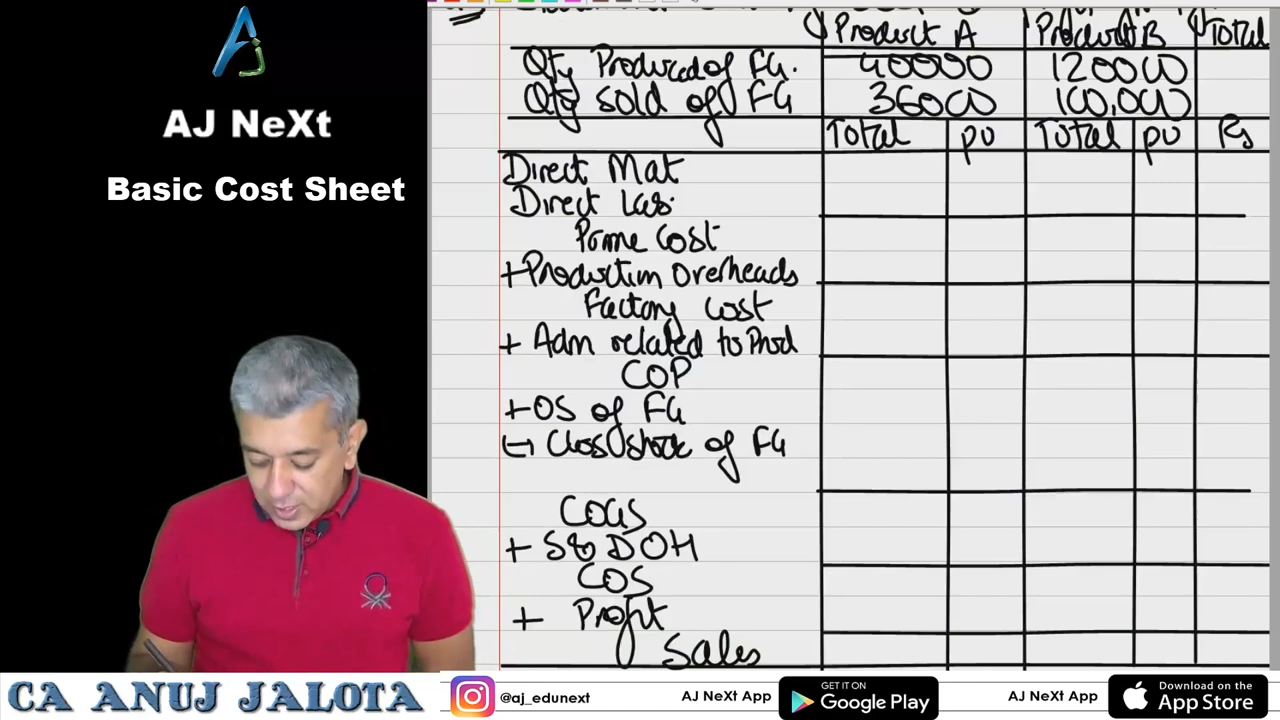 AJ NeXt
Basic Cost Sheet
Product A Product B Total
Qty Produced of FG. 40000 120000
Qty sold of FG 36000 100,000
Total pu Total pu Rs
Direct Mat
Direct Lab.
Prime Cost
+Production Overheads
Factory Cost
+ Adm related to Prod
COP
+OS of FG
(-) Clos stock of FG
COGS
+ S& DOH
COS
+ Profit
Sales
CA ANUJ JALOTA
@aj_edunext
AJ NeXt App
GET IT ON
Google Play
AJ NeXt App
Download on the
App Store